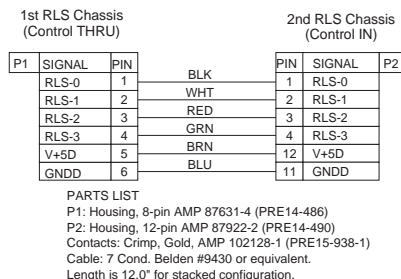 1st RLS Chassis
(Control THRU)
2nd RLS Chassis
(Control IN)
P1 SIGNAL PIN PIN SIGNAL P2
RLS-0 1 BLK 1 RLS-0
RLS-1 2 WHT 2 RLS-1
RLS-2 3 RED 3 RLS-2
RLS-3 4 GRN 4 RLS-3
V+5D 5 BRN 12 V+5D
GNDD 6 BLU 11 GNDD
PARTS LIST
P1: Housing, 8-pin AMP 87631-4 (PRE14-486)
P2: Housing, 12-pin AMP 87922-2 (PRE14-490)
Contacts: Crimp, Gold, AMP 102128-1 (PRE15-938-1)
Cable: 7 Cond. Belden #9430 or equivalent.
Length is 12.0" for stacked configuration.